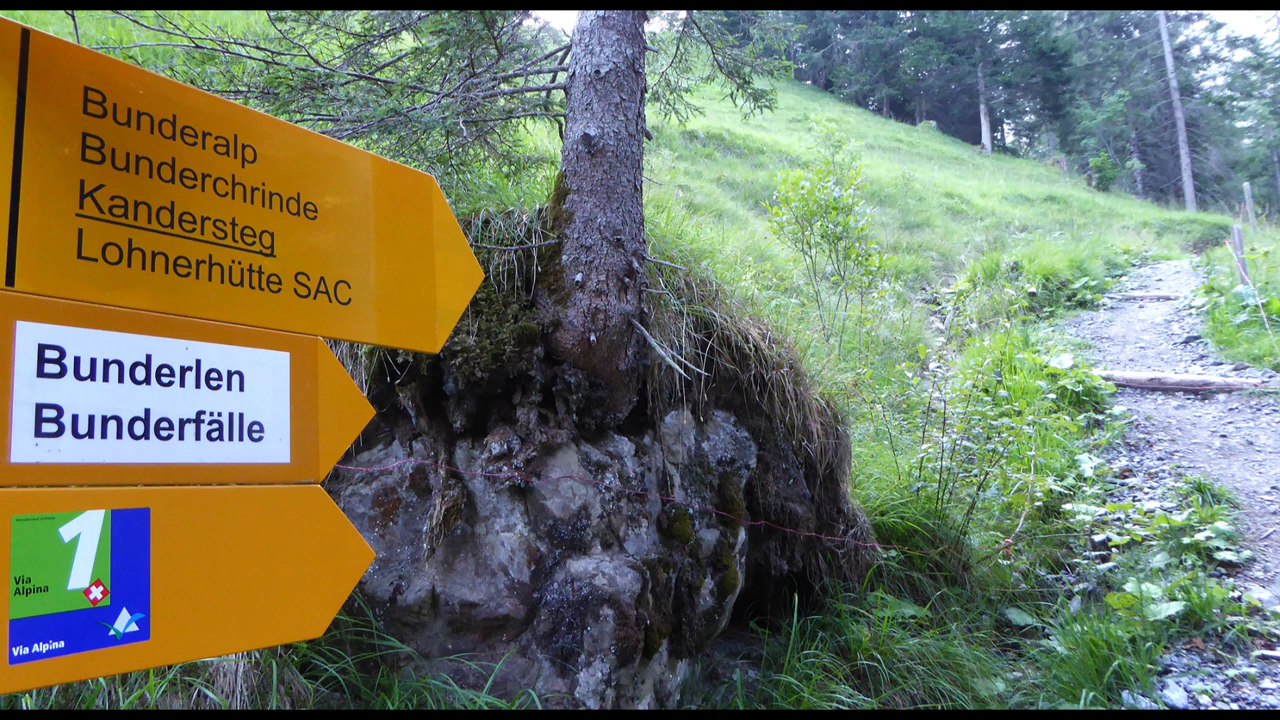 Bunderalp
Bunderchrinde
Kandersteg
Lohnerhütte SAC
Bunderlen
Bunderfälle
1
Via
Alpina
Via Alpina